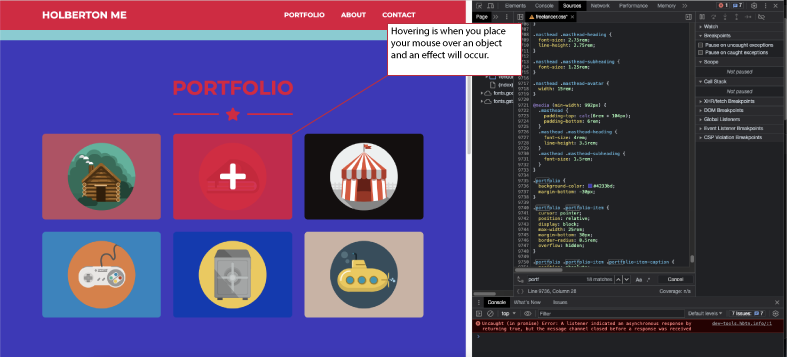 HOLBERTON ME
PORTFOLIO ABOUT CONTACT
Hovering is when you place
your mouse over an object
and an effect will occur.
PORTFOLIO
Elements Console Sources Network Performance Memory
Page
freelancer.css*
.masthead .masthead-heading {
font-size: 2.75rem;
line-height: 2.75rem;
}
.masthead .masthead-subheading {
font-size: 1.25rem;
}
.masthead .masthead-avatar {
width: 15rem;
}
@media (min-width: 992px) {
.masthead {
padding-top: calc(6rem + 104px);
padding-bottom: 6rem;
}
.masthead .masthead-heading {
font-size: 4rem;
line-height: 3.5rem;
}
.masthead .masthead-subheading {
font-size: 1.5rem;
}
}
.portfolio {
background-color: #4233bd;
margin-bottom: -30px;
}
.portfolio .portfolio-item {
cursor: pointer;
position: relative;
display: block;
max-width: 25rem;
margin-bottom: 30px;
border-radius: 0.5rem;
overflow: hidden;
}
.portfolio .portfolio-item .portfolio-item-caption {
portf
matches
Aa .*
Cancel
Line 9736, Column 28
Coverage: n/a
Watch
Breakpoints
Pause on uncaught exceptions
Pause on caught exceptions
Scope
Not paused
Call Stack
Not paused
XHR/fetch Breakpoints
DOM Breakpoints
Global Listeners
Event Listener Breakpoints
CSP Violation Breakpoints
Console What's New Issues
top
Filter
Default levels
7 Issues:
Uncaught (in promise) Error: A listener indicated an asynchronous response by
returning true, but the message channel closed before a response was received